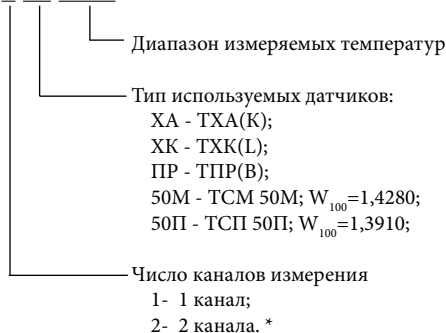 Диапазон измеряемых температур
Тип используемых датчиков:
ХА - ТХА(К);
ХК - ТХК(L);
ПР - ТПР(В);
50М - ТСМ 50М; W₁₀₀=1,4280;
50П - ТСП 50П; W₁₀₀=1,3910;
Число каналов измерения
1- 1 канал;
2- 2 канала. *